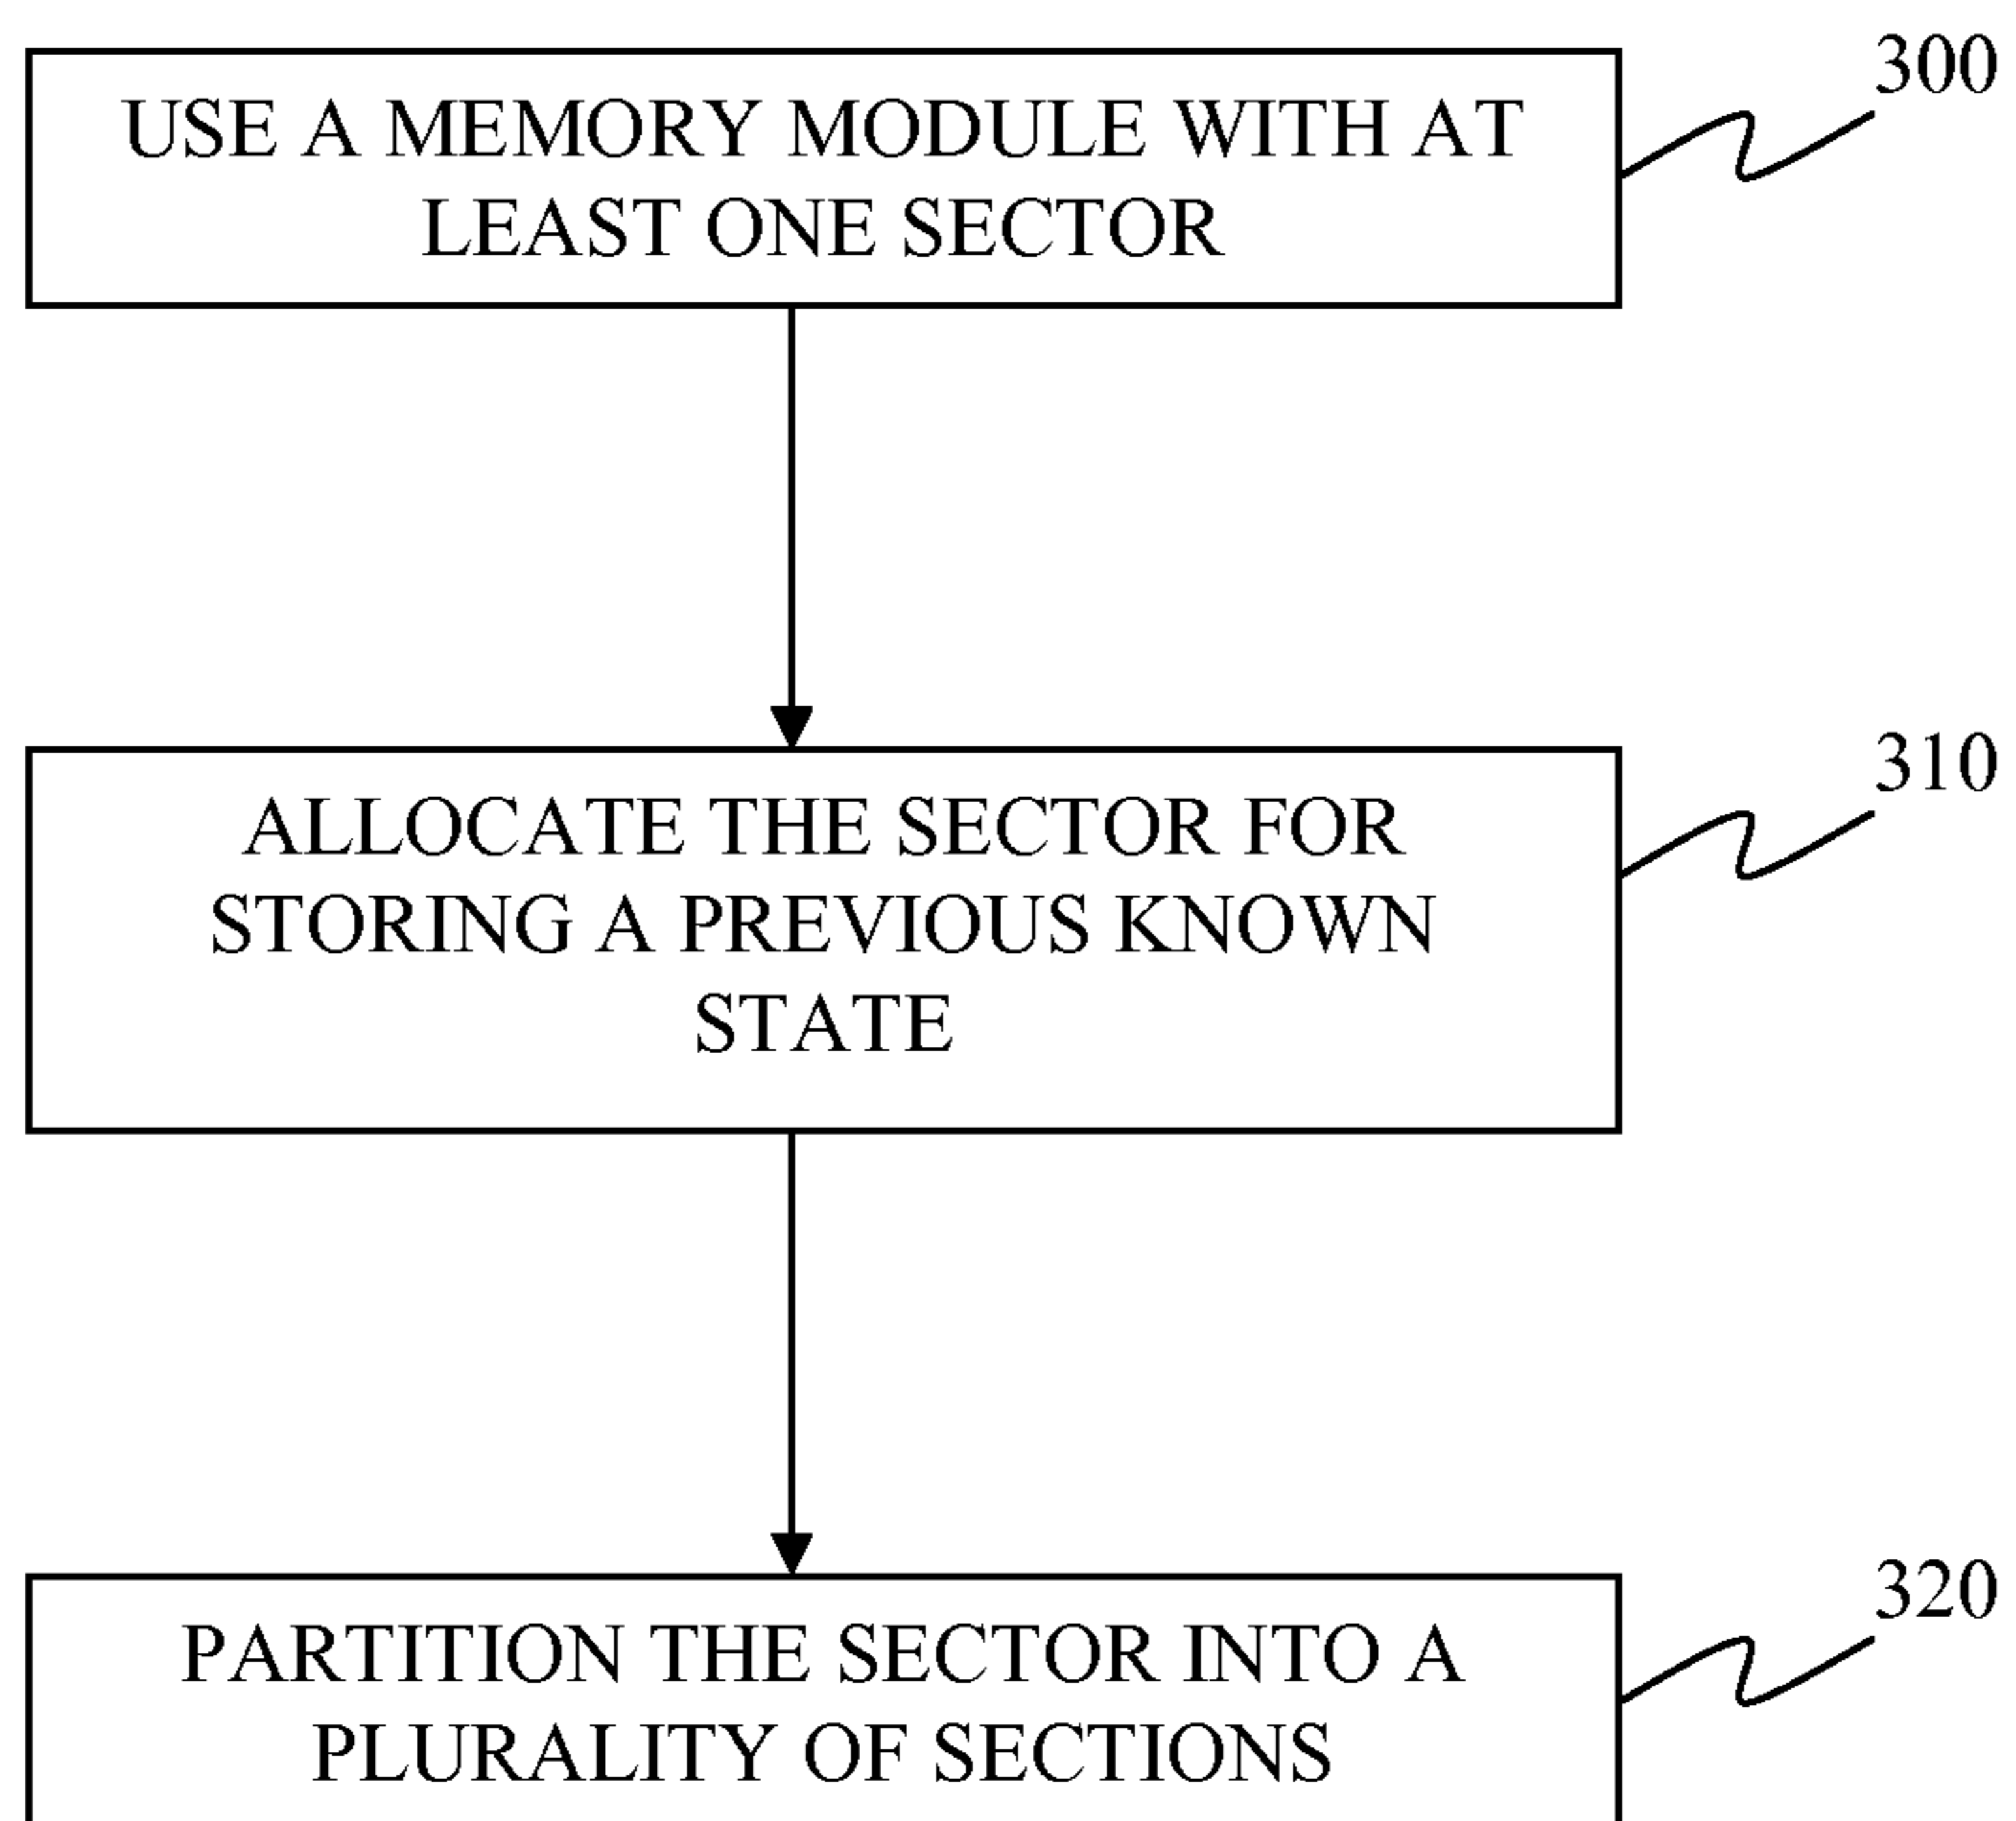 300
USE A MEMORY MODULE WITH AT
LEAST ONE SECTOR
310
ALLOCATE THE SECTOR FOR
STORING A PREVIOUS KNOWN
STATE
320
PARTITION THE SECTOR INTO A
PLURALITY OF SECTIONS